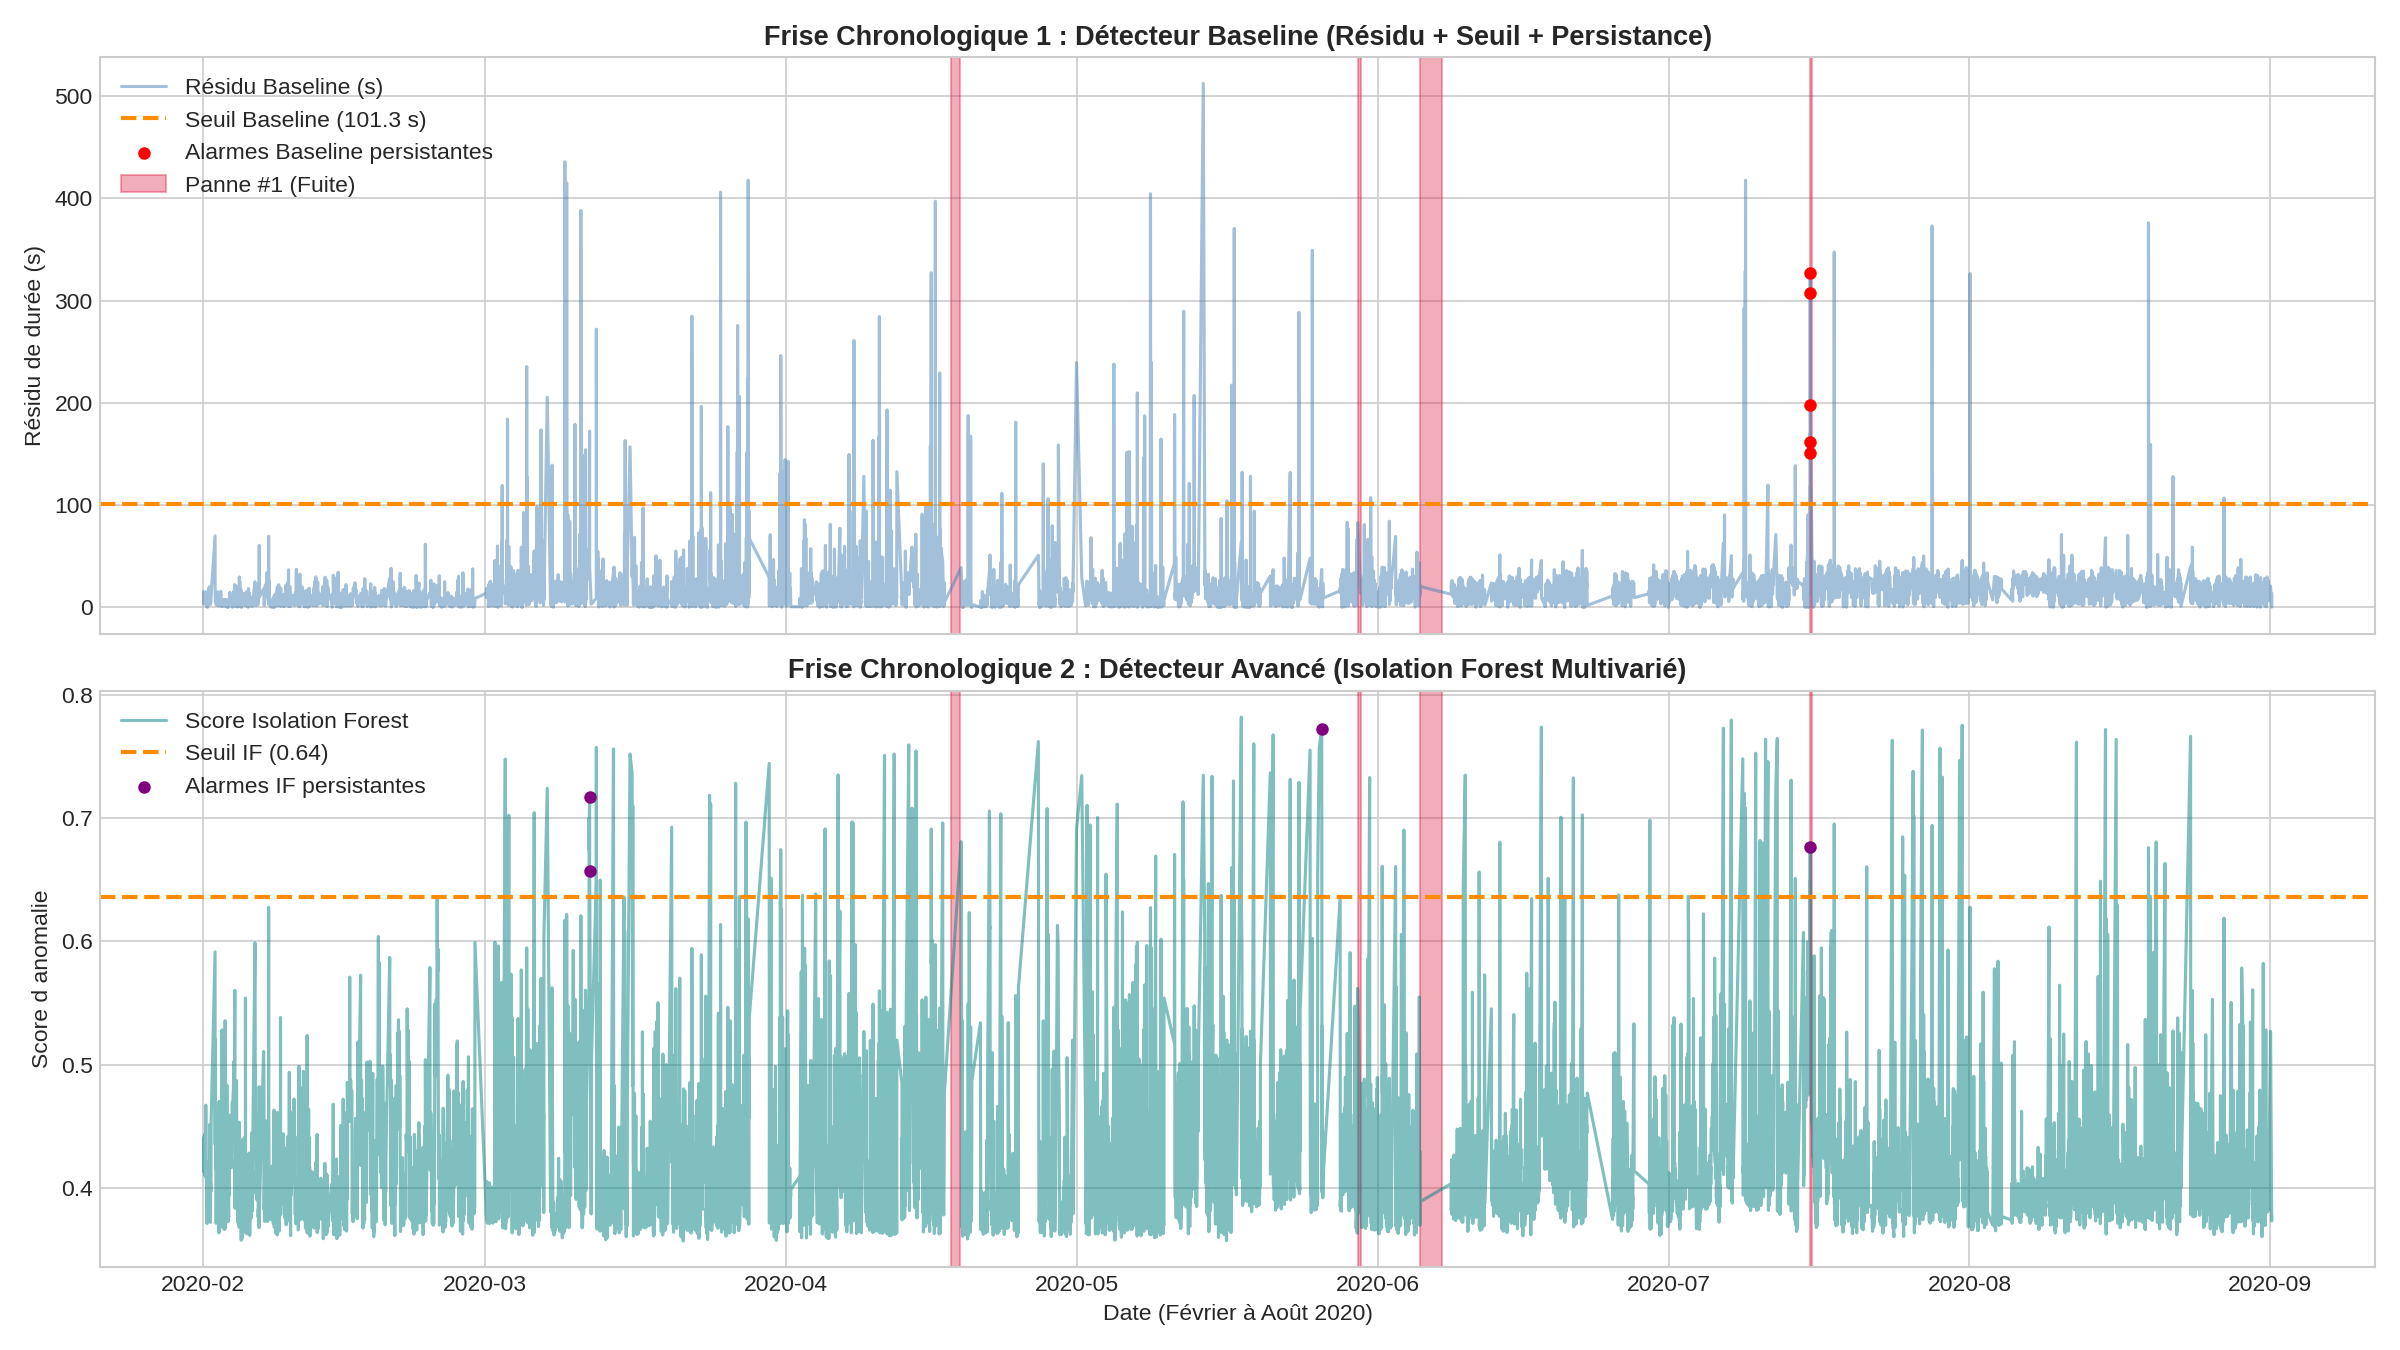 Frise Chronologique 1 : Détecteur Baseline (Résidu + Seuil + Persistance)
Résidu de durée (s)
500
400
300
200
100
0
Résidu Baseline (s)
Seuil Baseline (101.3 s)
Alarmes Baseline persistantes
Panne #1 (Fuite)
Frise Chronologique 2 : Détecteur Avancé (Isolation Forest Multivarié)
Score d anomalie
0.8
0.7
0.6
0.5
0.4
Score Isolation Forest
Seuil IF (0.64)
Alarmes IF persistantes
2020-02 2020-03 2020-04 2020-05 2020-06 2020-07 2020-08 2020-09
Date (Février à Août 2020)